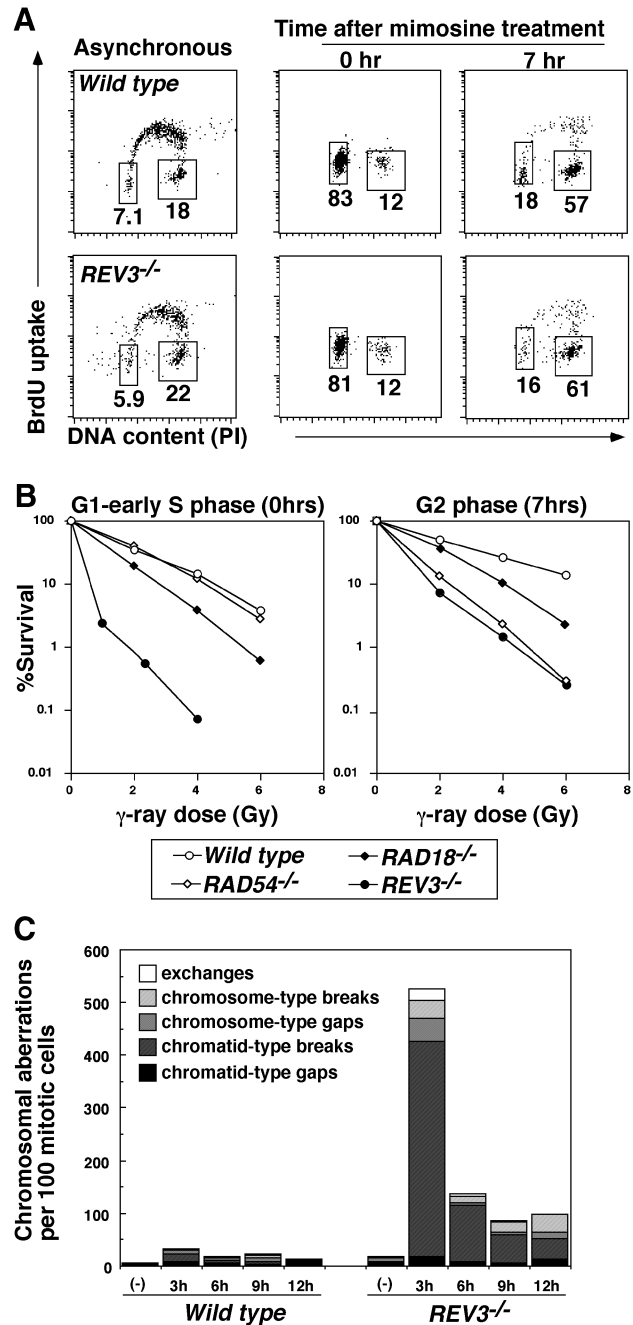 A
Time after mimosine treatment
Asynchronous
0 hr
7 hr
Wild type
7.1
18
83
12
18
57
REV3-/-
5.9
22
81
12
16
61
BrdU uptake
DNA content (PI)
B
G1-early S phase (0hrs)
G2 phase (7hrs)
%Survival
100
10
1
0.1
0.01
0
2
4
6
8
γ-ray dose (Gy)
100
10
1
0.1
0.01
0
2
4
6
8
γ-ray dose (Gy)
Wild type
RAD18-/-
RAD54-/-
REV3-/-
C
Chromosomal aberrations
per 100 mitotic cells
600
500
400
300
200
100
0
exchanges
chromosome-type breaks
chromosome-type gaps
chromatid-type breaks
chromatid-type gaps
(-) 3h 6h 9h 12h
(-) 3h 6h 9h 12h
Wild type
REV3-/-